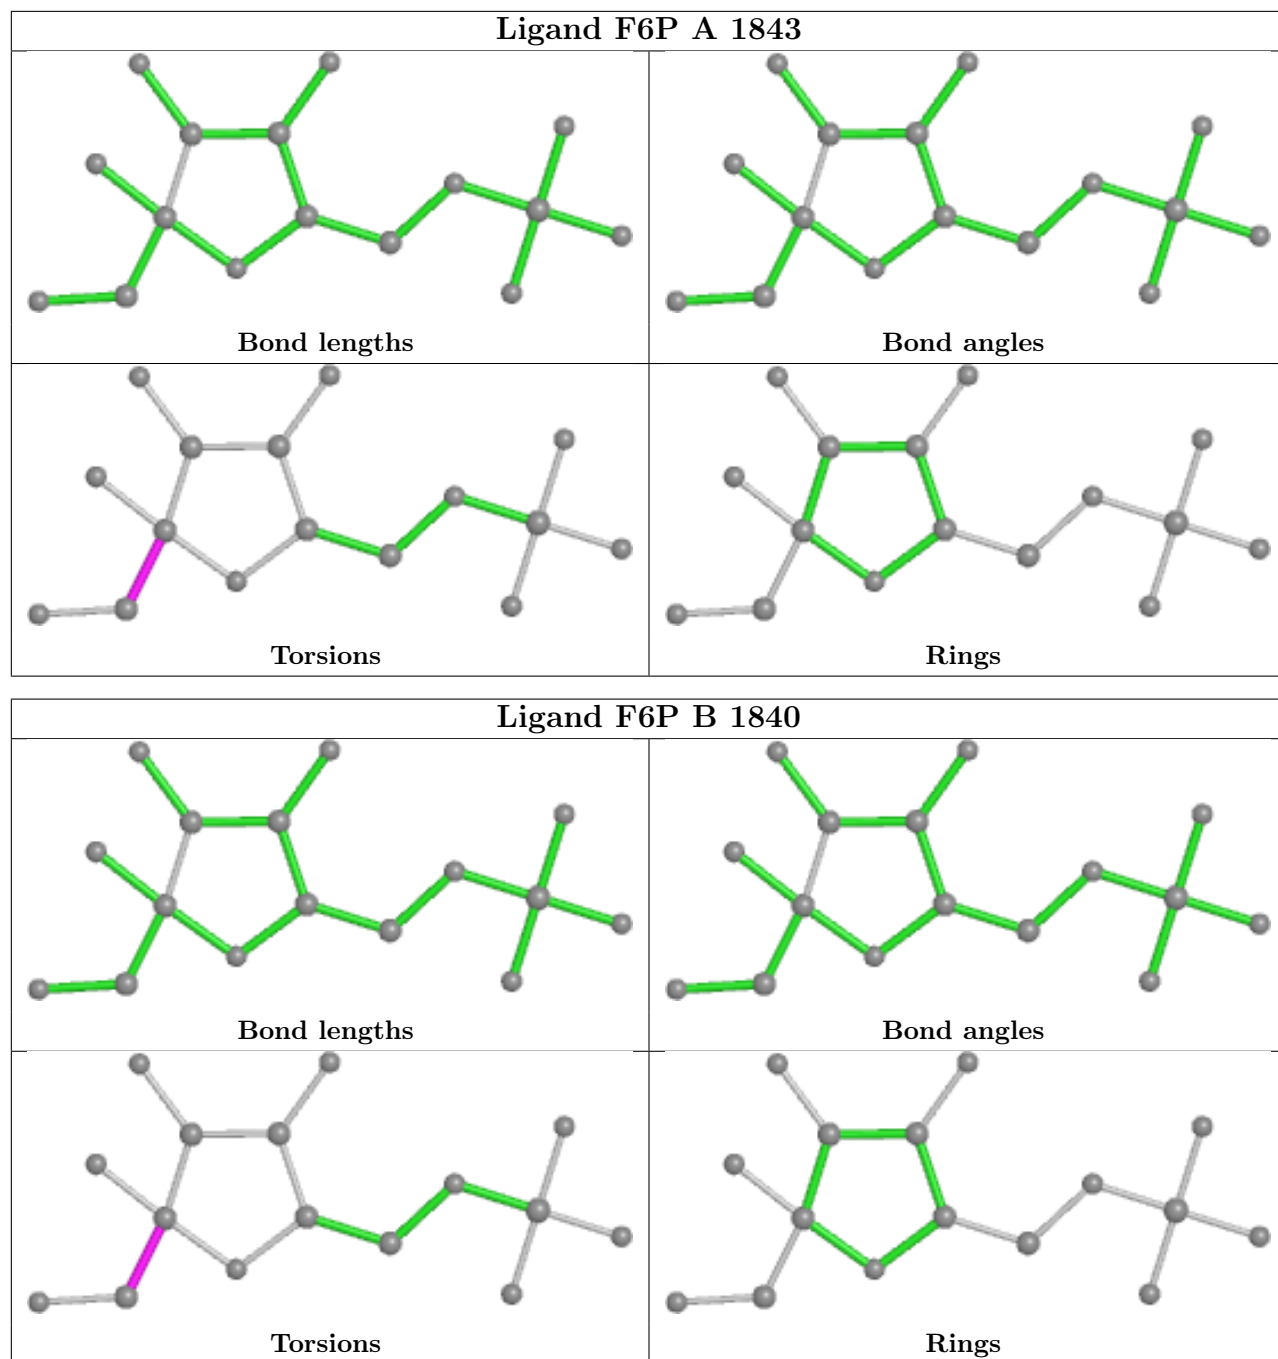 Ligand F6P A 1843
Bond lengths
Bond angles
Torsions
Rings
Ligand F6P B 1840
Bond lengths
Bond angles
Torsions
Rings